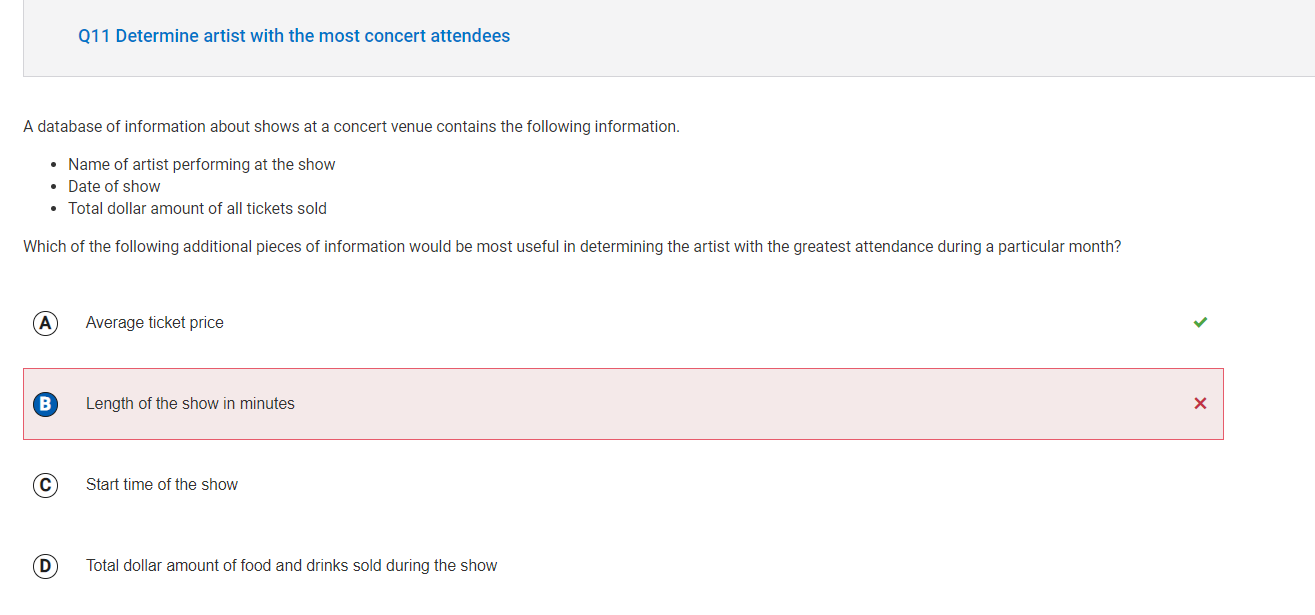 Q11 Determine artist with the most concert attendees
A database of information about shows at a concert venue contains the following information.
• Name of artist performing at the show
• Date of show
• Total dollar amount of all tickets sold
Which of the following additional pieces of information would be most useful in determining the artist with the greatest attendance during a particular month?
A Average ticket price
B Length of the show in minutes
C Start time of the show
D Total dollar amount of food and drinks sold during the show